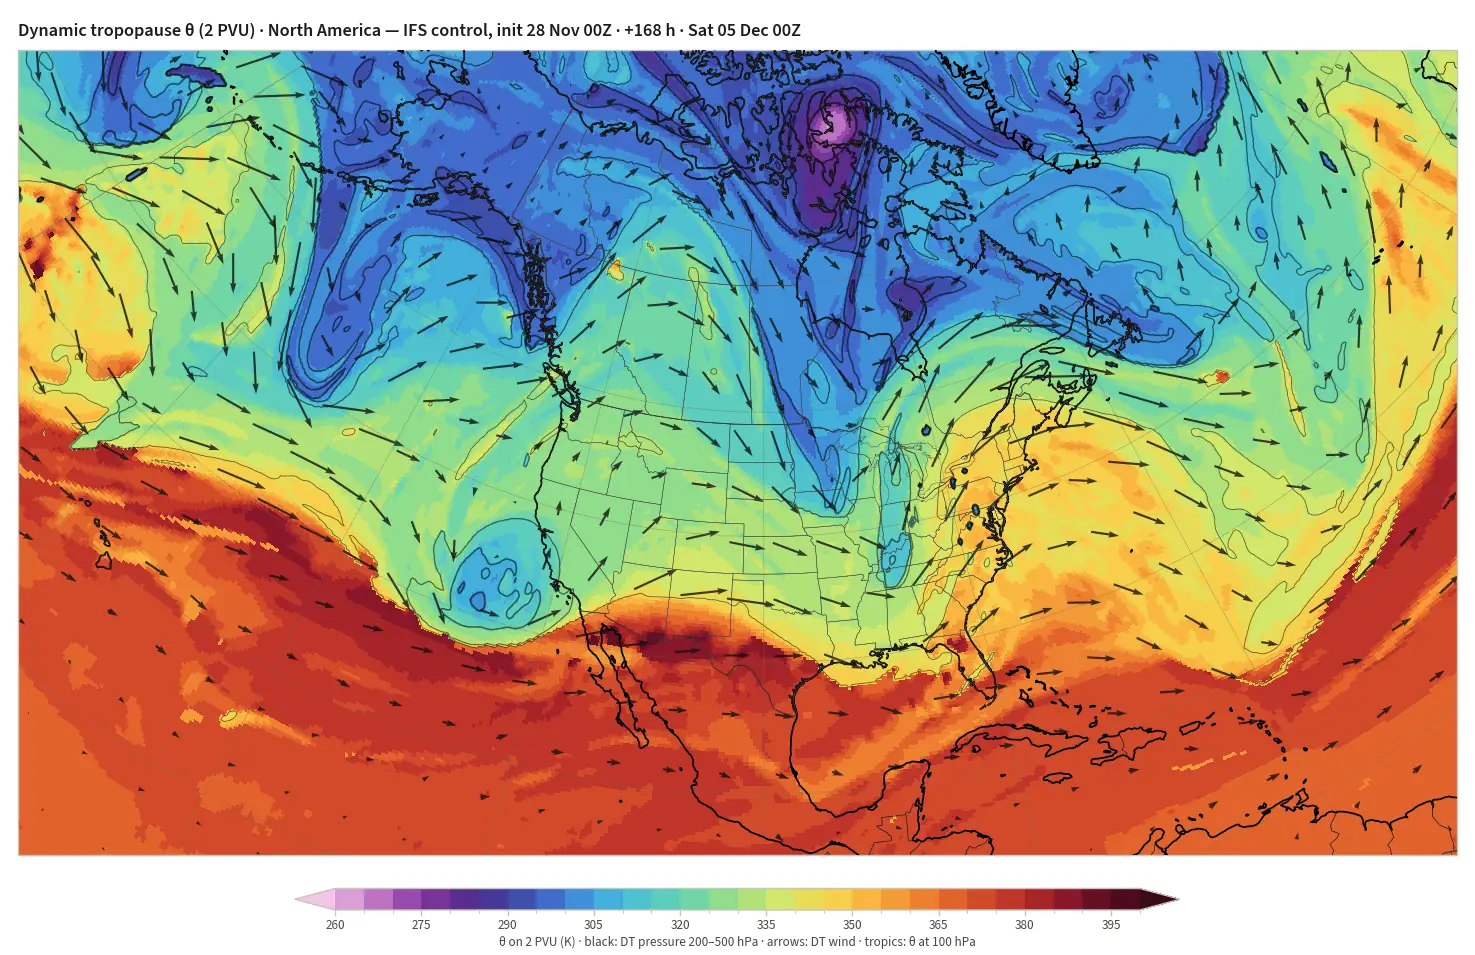 Dynamic tropopause θ (2 PVU) · North America — IFS control, init 28 Nov 00Z · +168 h · Sat 05 Dec 00Z
260 275 290 305 320 335 350 365 380 395
θ on 2 PVU (K) · black: DT pressure 200–500 hPa · arrows: DT wind · tropics: θ at 100 hPa